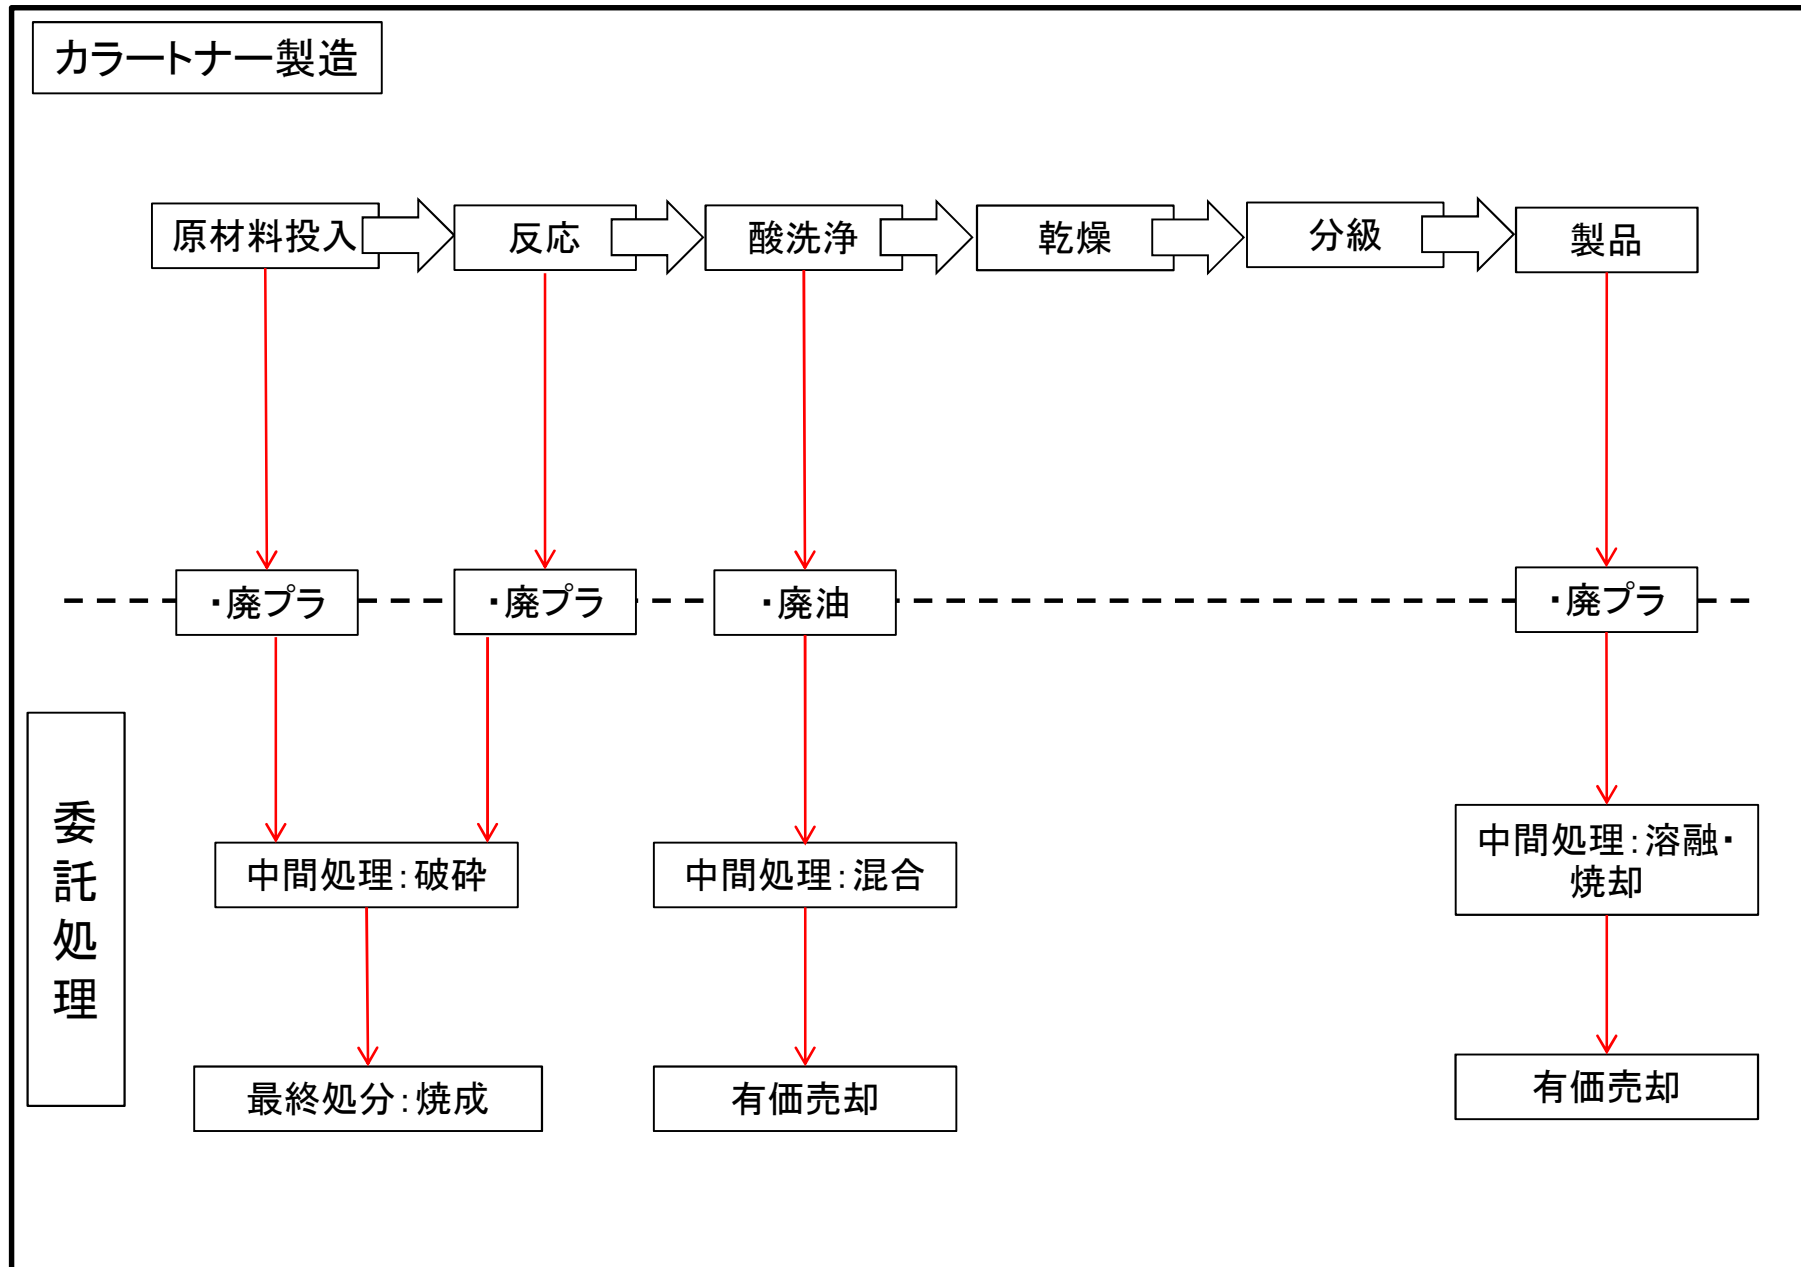 カラートナー製造
原材料投入
反応
酸洗浄
乾燥
分級
製品
・廃プラ
・廃プラ
・廃油
・廃プラ
委託処理
中間処理：破砕
中間処理：混合
中間処理：溶融・
焼却
最終処分：焼成
有価売却
有価売却